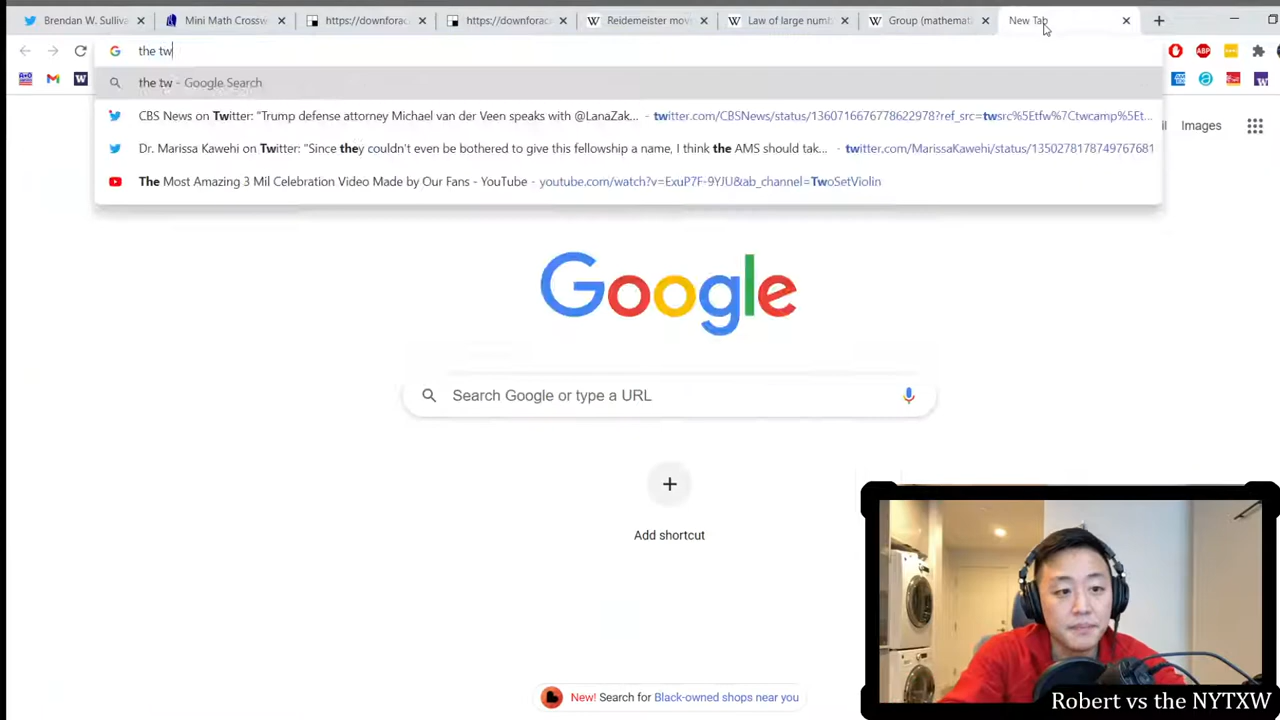 Brendan W. Sulliva
Mini Math Crossw
https://downforac
https://downforac
Reidemeister mov
Law of large numb
Group (mathemat
New Tab
the tw
the tw - Google Search
CBS News on Twitter: "Trump defense attorney Michael van der Veen speaks with @LanaZak... - twitter.com/CBSNews/status/1360716676778622978?ref_src=twsrc%5Etfw%7Ctwcamp%5Et...
Dr. Marissa Kawehi on Twitter: "Since they couldn't even be bothered to give this fellowship a name, I think the AMS should tak... - twitter.com/MarissaKawehi/status/1350278178749767681
The Most Amazing 3 Mil Celebration Video Made by Our Fans - YouTube - youtube.com/watch?v=ExuP7F-9YJU&ab_channel=TwoSetViolin
il Images
Google
Search Google or type a URL
Add shortcut
New! Search for Black-owned shops near you
Robert vs the NYTXW